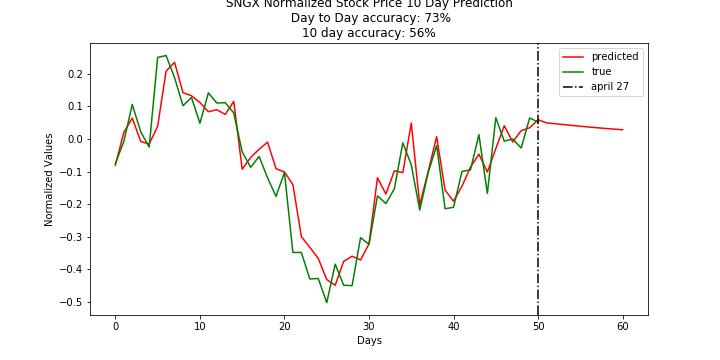 SNGX Normalized Stock Price 10 Day Prediction
Day to Day accuracy: 73%
10 day accuracy: 56%
predicted
true
april 27
0.2
0.1
0.0
−0.1
−0.2
−0.3
−0.4
−0.5
Normalized Values
0
10
20
30
40
50
60
Days